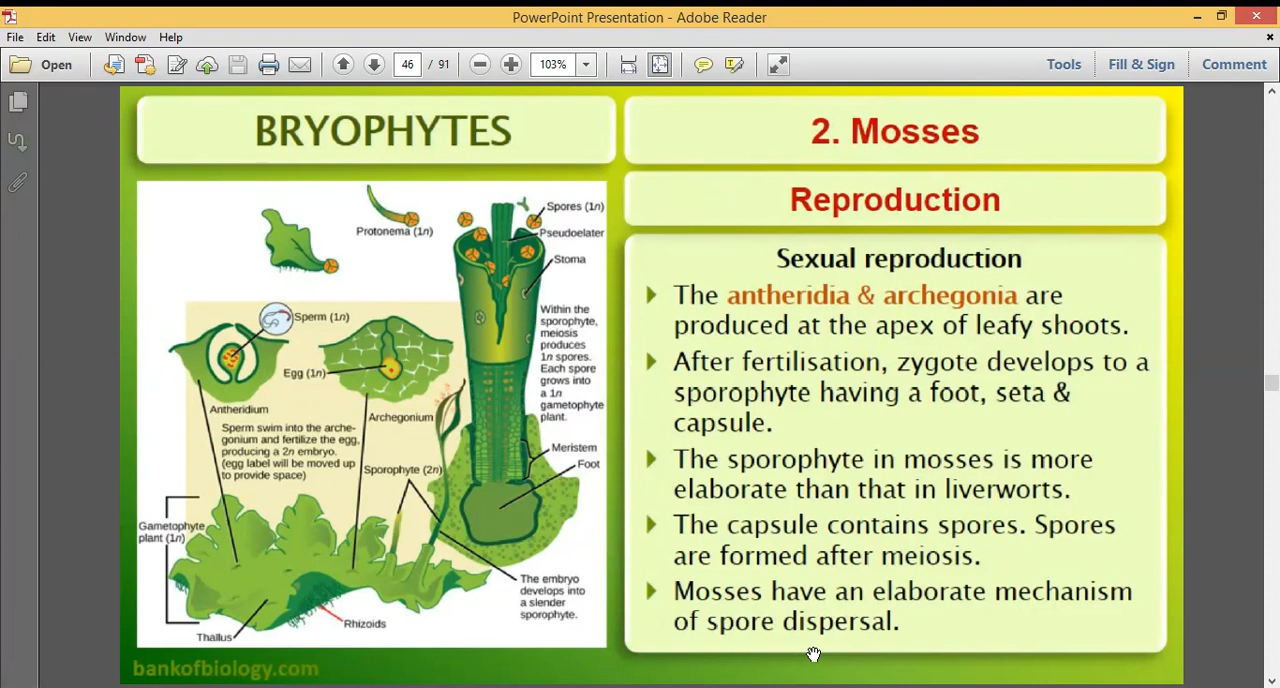 PowerPoint Presentation - Adobe Reader
File Edit View Window Help
Open 46 / 91 103% Tools Fill & Sign Comment
BRYOPHYTES
2. Mosses
Reproduction
Protonema (1n)
Spores (1n)
Pseudoelater
Stoma
Sperm (1n)
Egg (1n)
Antheridium
Archegonium
Within the
sporophyte,
meiosis
produces
1n spores.
Each spore
grows into
a 1n
gametophyte
plant.
Sperm swim into the arche-
gonium and fertilize the egg,
producing a 2n embryo.
(egg label will be moved up
to provide space)
Sporophyte (2n)
Meristem
Foot
Gametophyte
plant (1n)
The embryo
develops into
a slender
sporophyte.
Thallus
Rhizoids
Sexual reproduction
The antheridia & archegonia are
produced at the apex of leafy shoots.
After fertilisation, zygote develops to a
sporophyte having a foot, seta &
capsule.
The sporophyte in mosses is more
elaborate than that in liverworts.
The capsule contains spores. Spores
are formed after meiosis.
Mosses have an elaborate mechanism
of spore dispersal.
bankofbiology.com